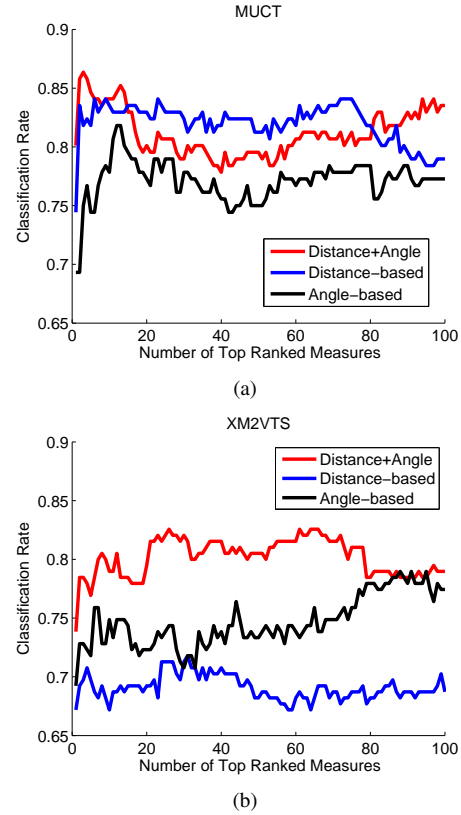 MUCT
0.9
0.85
0.8
0.75
0.7
0.65
Classification Rate
Distance+Angle
Distance−based
Angle−based
0 20 40 60 80 100
Number of Top Ranked Measures
(a)
XM2VTS
0.9
0.85
0.8
0.75
0.7
0.65
Classification Rate
Distance+Angle
Distance−based
Angle−based
0 20 40 60 80 100
Number of Top Ranked Measures
(b)